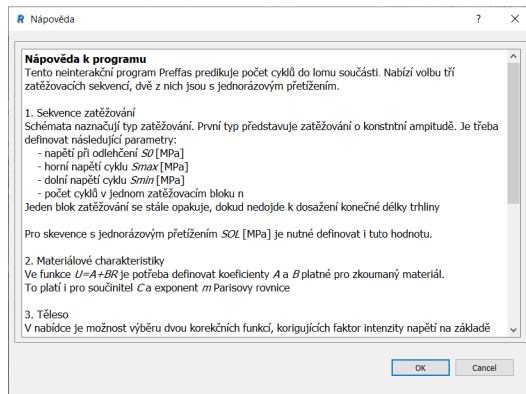 Nápověda
Nápověda k programu
Tento neinterakční program Preffas predikuje počet cyklů do lomu součásti. Nabízí volbu tří
zatěžovacích sekvencí, dvě z nich jsou s jednorázovým přetížením.
1. Sekvence zatěžování
Schémata naznačují typ zatěžování. První typ představuje zatěžování o konstntní ampitudě. Je třeba
definovat následující parametry:
- napětí při odlehčení S0 [MPa]
- horní napětí cyklu Smax [MPa]
- dolní napětí cyklu Smin [MPa]
- počet cyklů v jednom zatěžovacím bloku n
Jeden blok zatěžování se stále opakuje, dokud nedojde k dosažení konečné délky trhliny
Pro skevence s jednorázovým přetížením SOL [MPa] je nutné definovat i tuto hodnotu.
2. Materiálové charakteristiky
Ve funkce U=A+BR je potřeba definovat koeficienty A a B platné pro zkoumaný materiál.
To platí i pro součinitel C a exponent m Parisovy rovnice
3. Těleso
V nabídce je možnost výběru dvou korekčních funkcí, korigujících faktor intenzity napětí na základě
OK Cancel